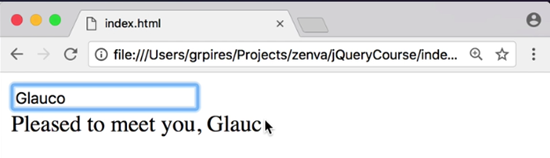 index.html
file:///Users/grpires/Projects/zenva/jQueryCourse/inde...
Glauco
Pleased to meet you, Glauc